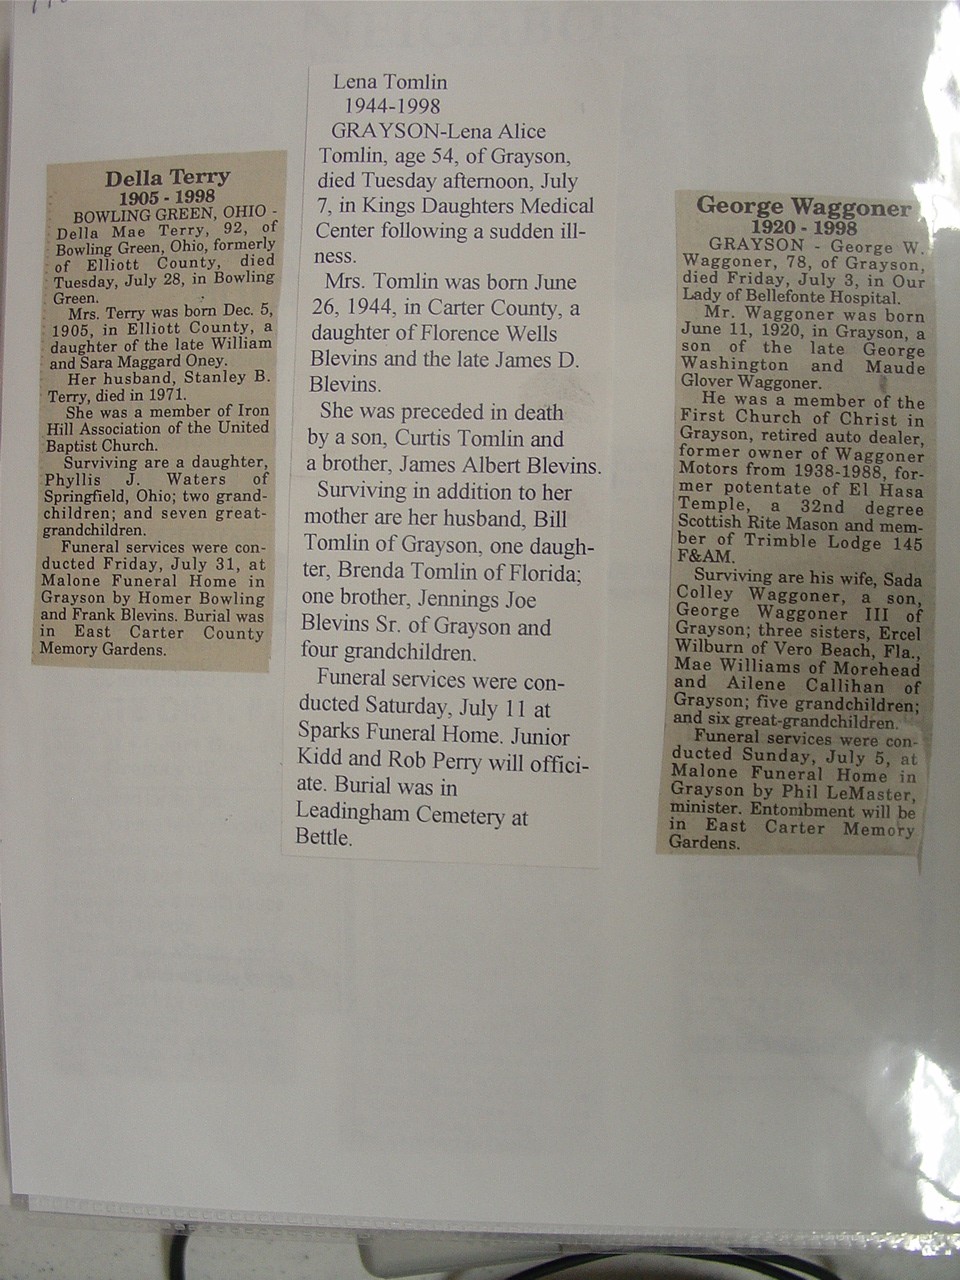 Della Terry
1905 - 1998
BOWLING GREEN, OHIO -
Della Mae Terry, 92, of
Bowling Green, Ohio, formerly
of Elliott County, died
Tuesday, July 28, in Bowling
Green.
Mrs. Terry was born Dec. 5,
1905, in Elliott County, a
daughter of the late William
and Sara Maggard Oney.
Her husband, Stanley B.
Terry, died in 1971.
She was a member of Iron
Hill Association of the United
Baptist Church.
Surviving are a daughter,
Phyllis J. Waters of
Springfield, Ohio; two grand-
children; and seven great-
grandchildren.
Funeral services were con-
ducted Friday, July 31, at
Malone Funeral Home in
Grayson by Homer Bowling
and Frank Blevins. Burial was
in East Carter County
Memory Gardens.
Lena Tomlin
1944-1998
GRAYSON-Lena Alice
Tomlin, age 54, of Grayson,
died Tuesday afternoon, July
7, in Kings Daughters Medical
Center following a sudden ill-
ness.
Mrs. Tomlin was born June
26, 1944, in Carter County, a
daughter of Florence Wells
Blevins and the late James D.
Blevins.
She was preceded in death
by a son, Curtis Tomlin and
a brother, James Albert Blevins.
Surviving in addition to her
mother are her husband, Bill
Tomlin of Grayson, one daugh-
ter, Brenda Tomlin of Florida;
one brother, Jennings Joe
Blevins Sr. of Grayson and
four grandchildren.
Funeral services were con-
ducted Saturday, July 11 at
Sparks Funeral Home. Junior
Kidd and Rob Perry will offici-
ate. Burial was in
Leadingham Cemetery at
Bettle.
George Waggoner
1920 - 1998
GRAYSON - George W.
Waggoner, 78, of Grayson,
died Friday, July 3, in Our
Lady of Bellefonte Hospital.
Mr. Waggoner was born
June 11, 1920, in Grayson, a
son of the late George
Washington and Maude
Glover Waggoner.
He was a member of the
First Church of Christ in
Grayson, retired auto dealer,
former owner of Waggoner
Motors from 1938-1988, for-
mer potentate of El Hasa
Temple, a 32nd degree
Scottish Rite Mason and mem-
ber of Trimble Lodge 145
F&AM.
Surviving are his wife, Sada
Colley Waggoner, a son,
George Waggoner III of
Grayson; three sisters, Ercel
Wilburn of Vero Beach, Fla.,
Mae Williams of Morehead
and Ailene Callihan of
Grayson; five grandchildren;
and six great-grandchildren.
Funeral services were con-
ducted Sunday, July 5, at
Malone Funeral Home in
Grayson by Phil LeMaster,
minister. Entombment will be
in East Carter Memory
Gardens.